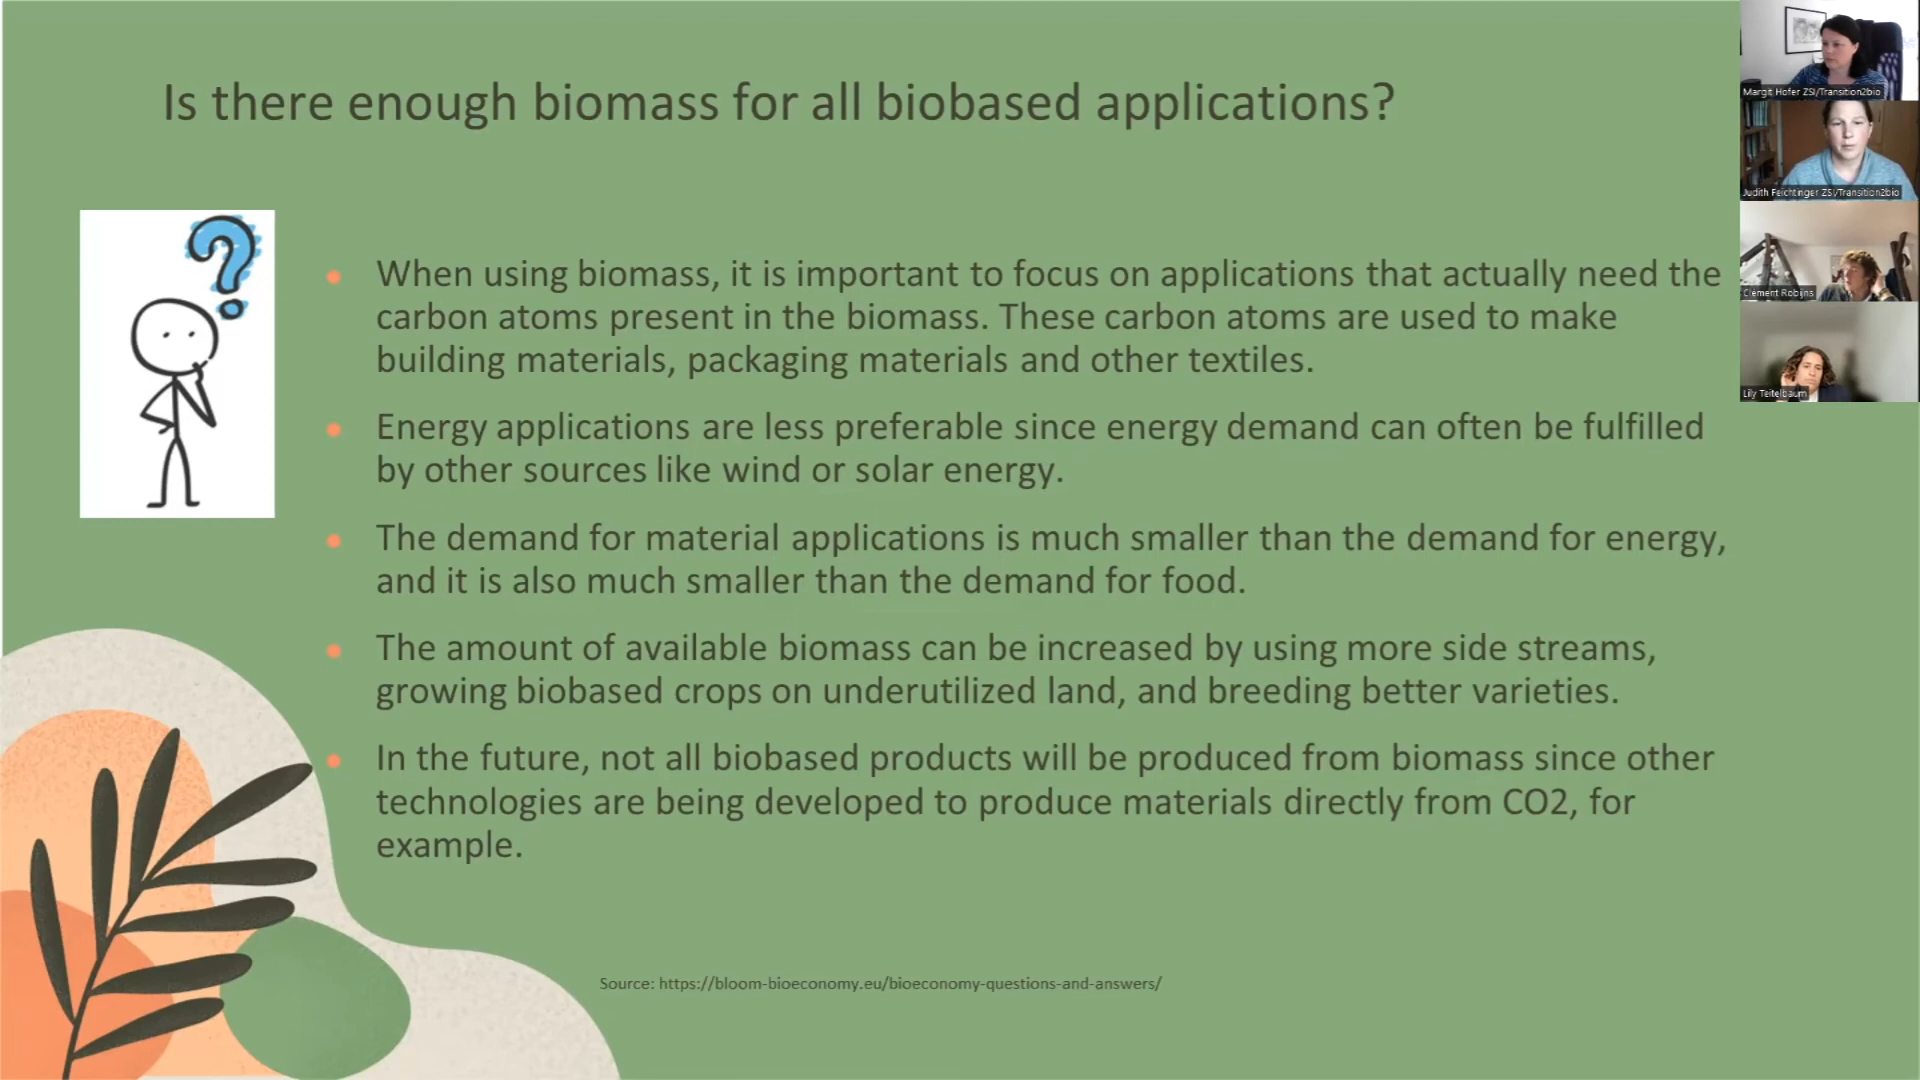 Is there enough biomass for all biobased applications?
When using biomass, it is important to focus on applications that actually need the
carbon atoms present in the biomass. These carbon atoms are used to make
building materials, packaging materials and other textiles.
Energy applications are less preferable since energy demand can often be fulfilled
by other sources like wind or solar energy.
The demand for material applications is much smaller than the demand for energy,
and it is also much smaller than the demand for food.
The amount of available biomass can be increased by using more side streams,
growing biobased crops on underutilized land, and breeding better varieties.
In the future, not all biobased products will be produced from biomass since other
technologies are being developed to produce materials directly from CO2, for
example.
Source: https://bloom-bioeconomy.eu/bioeconomy-questions-and-answers/
Margit Hofer ZSI/Transition2bio
Judith Feichtinger ZSI/Transition2bio
Clément Robijns
Lily Teitelbaum
?